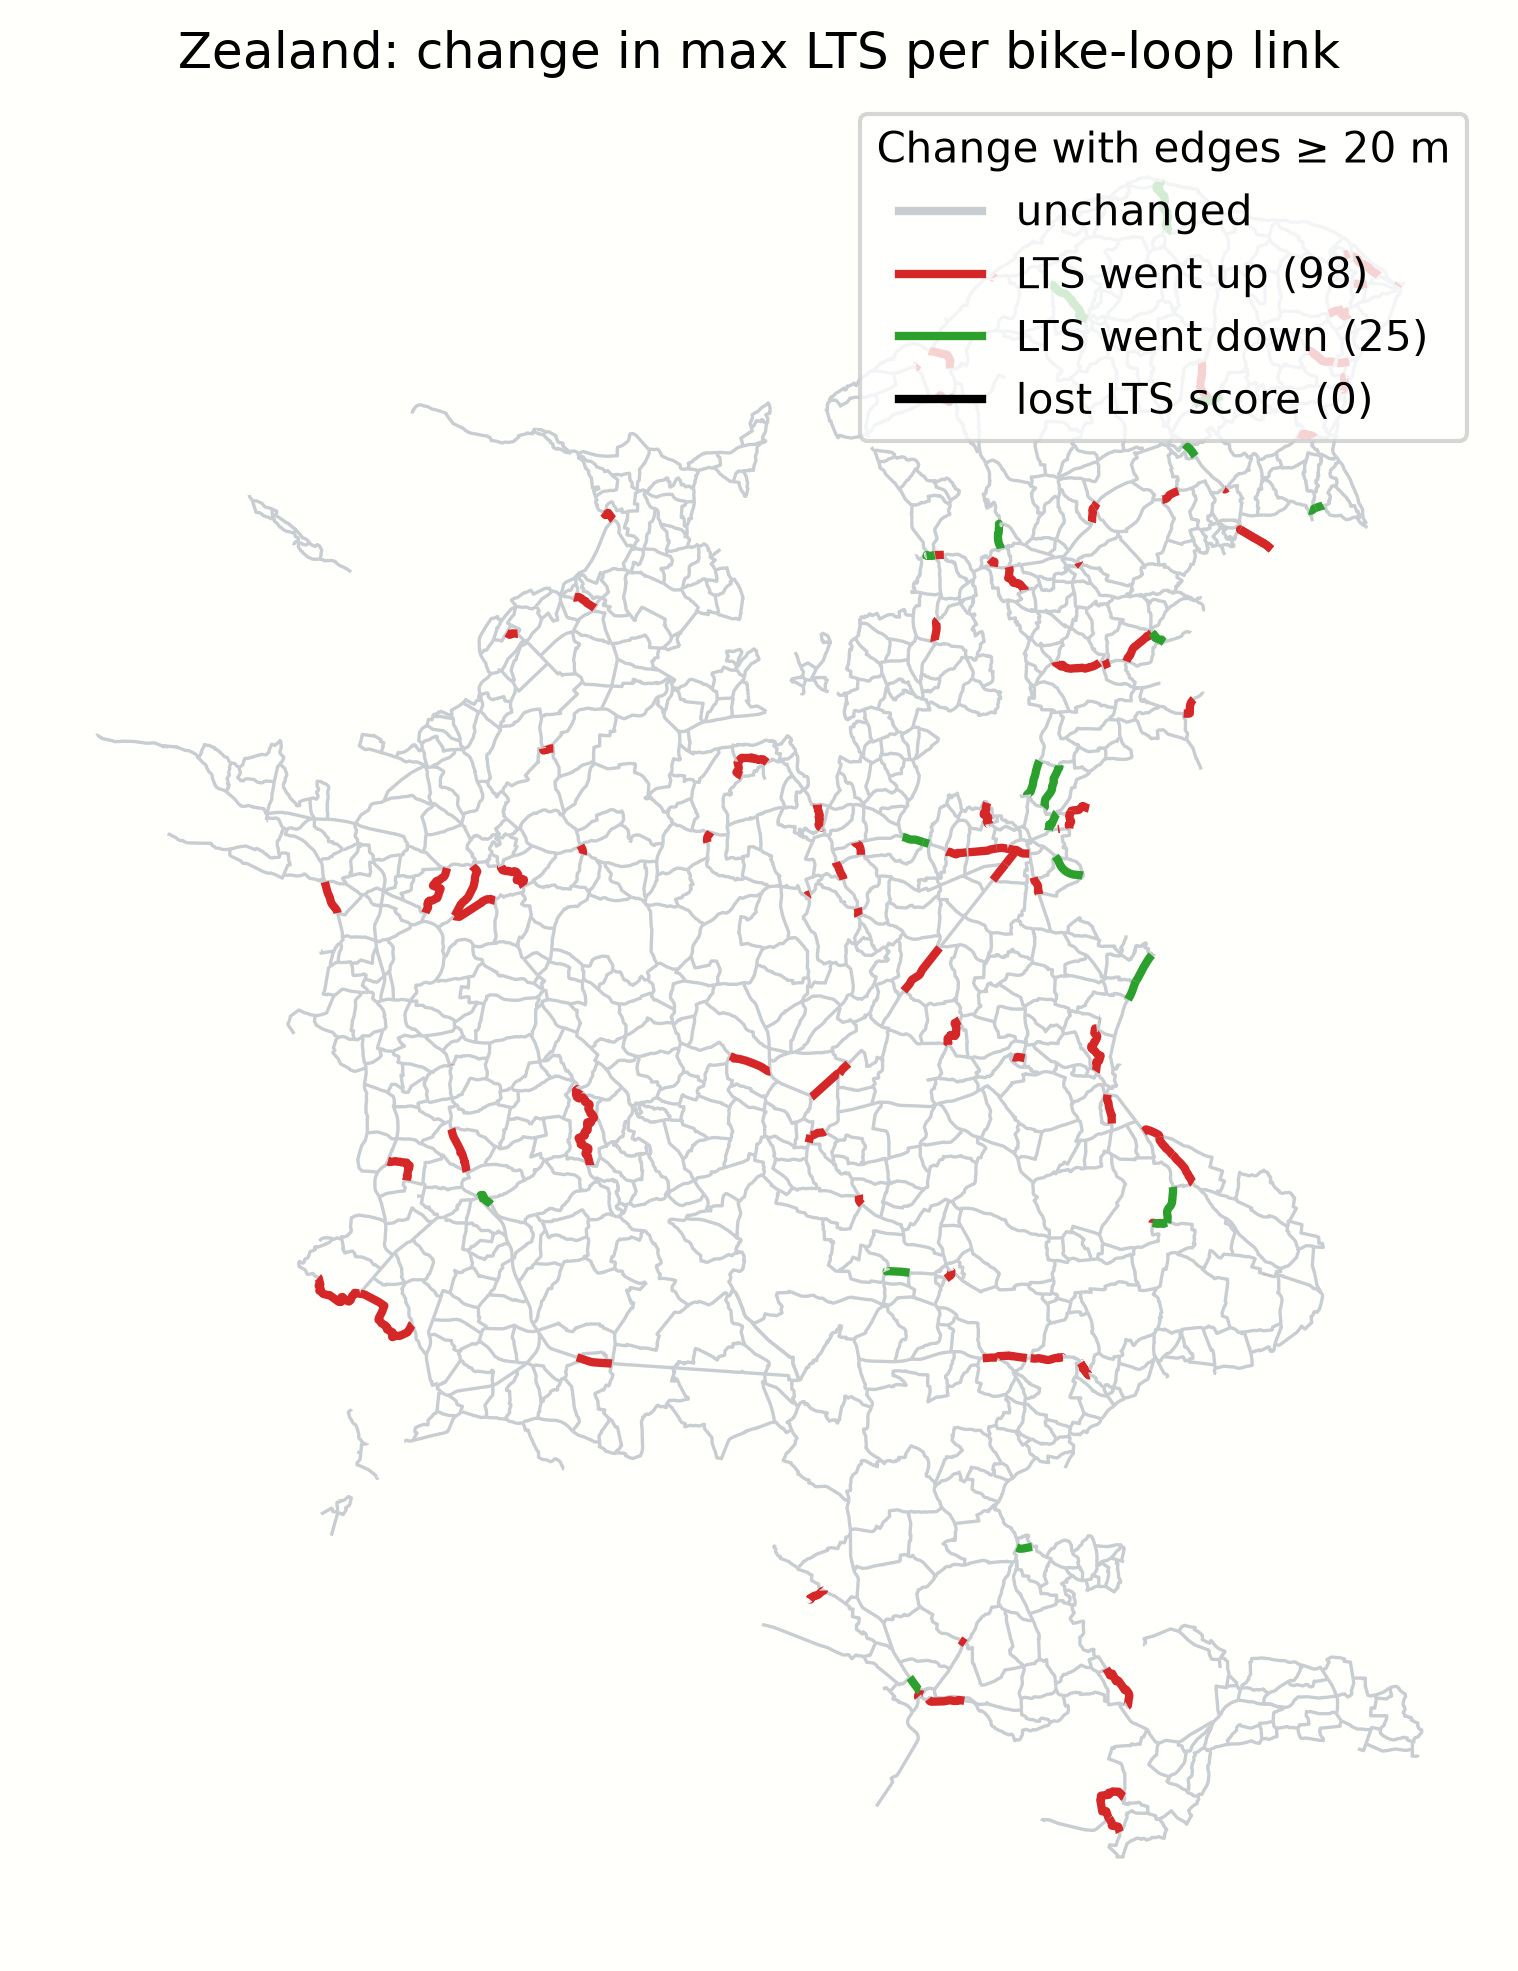 Zealand: change in max LTS per bike-loop link
Change with edges ≥ 20 m
unchanged
LTS went up (98)
LTS went down (25)
lost LTS score (0)